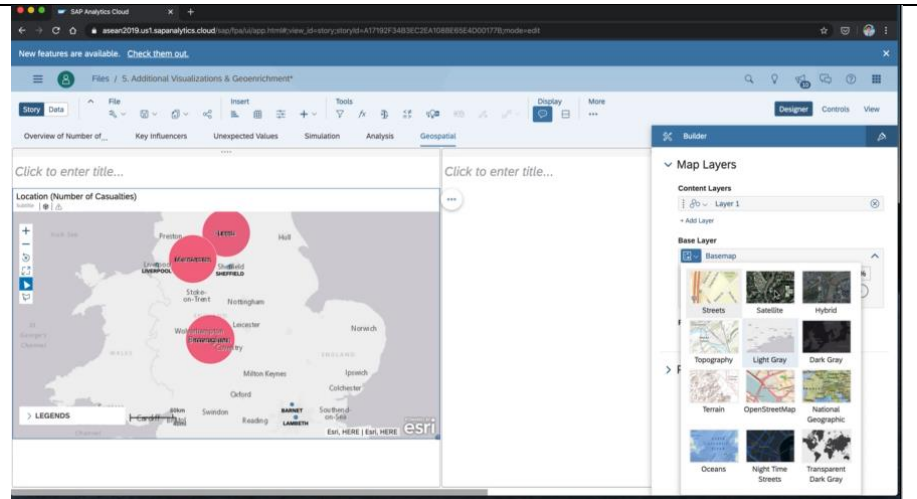 SAP Analytics Cloud
asean2019.us1.sapanalytics.cloud/sap/fpa/ui/app.html#;view_id=story;storyId=A17192F34B3EC2EA10BBE65E4D00177B;mode=edit
New features are available. Check them out.
Files / 5. Additional Visualizations & Geoenrichment*
Story Data File Insert Tools Display More Designer Controls View
Overview of Number of_ Key Influencers Unexpected Values Simulation Analysis Geospatial
Builder
Click to enter title...
Click to enter title...
Location (Number of Casualties)
Preston
Leeds
Hull
Manchester
Liverpool
LIVERPOOL
Sheffield
SHEFFIELD
Stoke-
on-Trent
Nottingham
Leicester
Norwich
Wolverhampton
Birmingham
Coventry
WALES
ENGLAND
Milton Keynes
Ipswich
Colchester
Oxford
Cardiff
Swindon
Reading
BARNET
LAMBETH
Southend-
on-Sea
> LEGENDS
Esri, HERE | Esri, HERE
esri
Map Layers
Content Layers
Layer 1
+ Add Layer
Base Layer
Basemap
%
Streets Satellite Hybrid
Topography Light Gray Dark Gray
Terrain OpenStreetMap National
Geographic
Oceans Night Time
Streets Transparent
Dark Gray